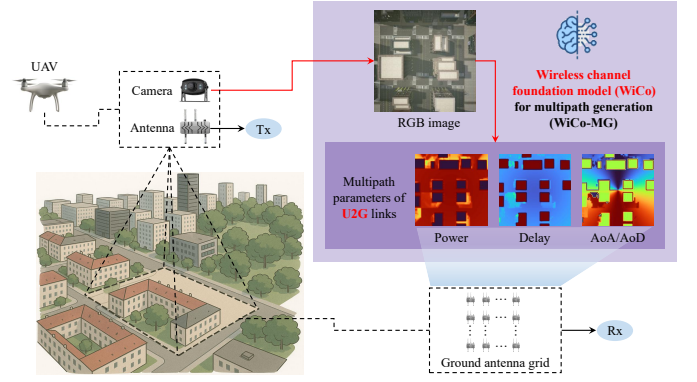 UAV
Camera
Antenna
Tx
RGB image
Wireless channel
foundation model (WiCo)
for multipath generation
(WiCo-MG)
Multipath
parameters of
U2G links
Power
Delay
AoA/AoD
Ground antenna grid
Rx